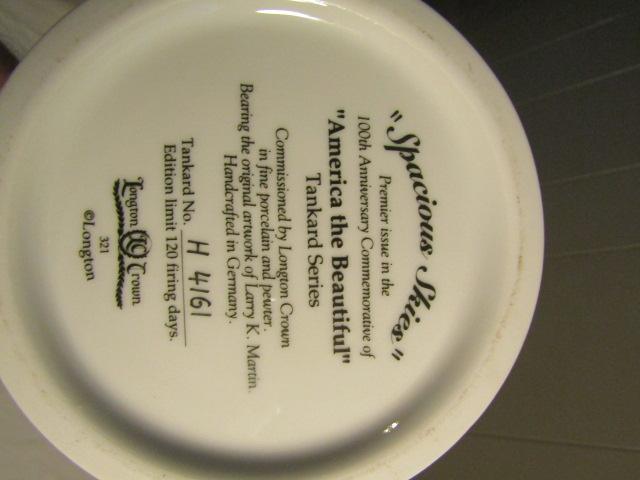 "Spacious Skies"
Premier issue in the
100th Anniversary Commemorative of
"America the Beautiful"
Tankard Series
Commissioned by Longton Crown
in fine porcelain and pewter.
Bearing the original artwork of Larry K. Martin.
Handcrafted in Germany.
Tankard No. H 4161
Edition limit 120 firing days.
Longton Crown
321
©Longton